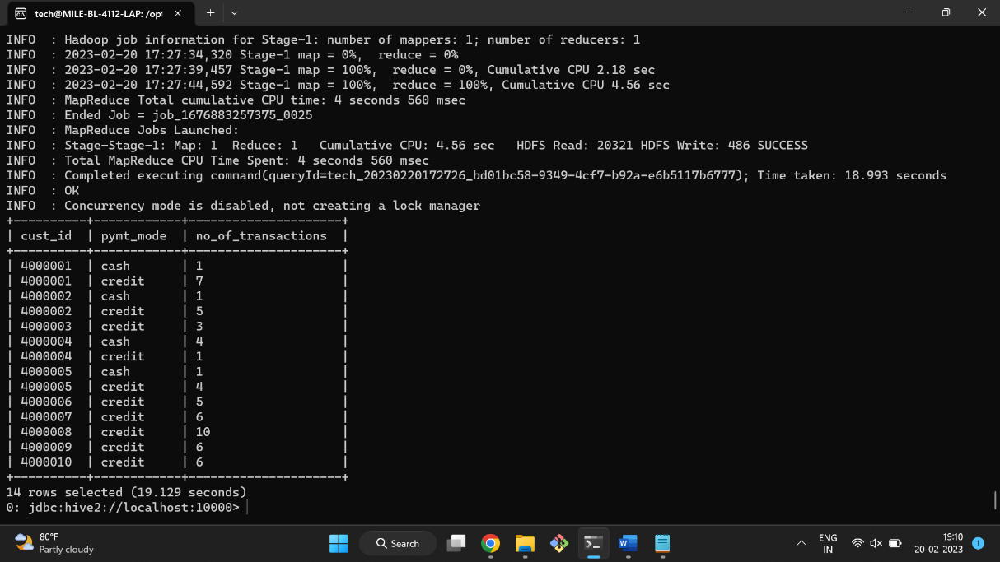 tech@MILE-BL-4112-LAP: /op
INFO  : Hadoop job information for Stage-1: number of mappers: 1; number of reducers: 1
INFO  : 2023-02-20 17:27:34,320 Stage-1 map = 0%,  reduce = 0%
INFO  : 2023-02-20 17:27:39,457 Stage-1 map = 100%,  reduce = 0%, Cumulative CPU 2.18 sec
INFO  : 2023-02-20 17:27:44,592 Stage-1 map = 100%,  reduce = 100%, Cumulative CPU 4.56 sec
INFO  : MapReduce Total cumulative CPU time: 4 seconds 560 msec
INFO  : Ended Job = job_1676883257375_0025
INFO  : MapReduce Jobs Launched:
INFO  : Stage-Stage-1: Map: 1  Reduce: 1   Cumulative CPU: 4.56 sec   HDFS Read: 20321 HDFS Write: 486 SUCCESS
INFO  : Total MapReduce CPU Time Spent: 4 seconds 560 msec
INFO  : Completed executing command(queryId=tech_20230220172726_bd01bc58-9349-4cf7-b92a-e6b5117b6777); Time taken: 18.993 seconds
INFO  : OK
INFO  : Concurrency mode is disabled, not creating a lock manager
+----------+------------+---------------------+
| cust_id  | pymt_mode  | no_of_transactions  |
+----------+------------+---------------------+
| 4000001  | cash       | 1                   |
| 4000001  | credit     | 7                   |
| 4000002  | cash       | 1                   |
| 4000002  | credit     | 5                   |
| 4000003  | credit     | 3                   |
| 4000004  | cash       | 4                   |
| 4000004  | credit     | 1                   |
| 4000005  | cash       | 1                   |
| 4000005  | credit     | 4                   |
| 4000006  | credit     | 5                   |
| 4000007  | credit     | 6                   |
| 4000008  | credit     | 10                  |
| 4000009  | credit     | 6                   |
| 4000010  | credit     | 6                   |
+----------+------------+---------------------+
14 rows selected (19.129 seconds)
0: jdbc:hive2://localhost:10000>
80°F
Partly cloudy
Search
ENG
IN
19:10
20-02-2023
1